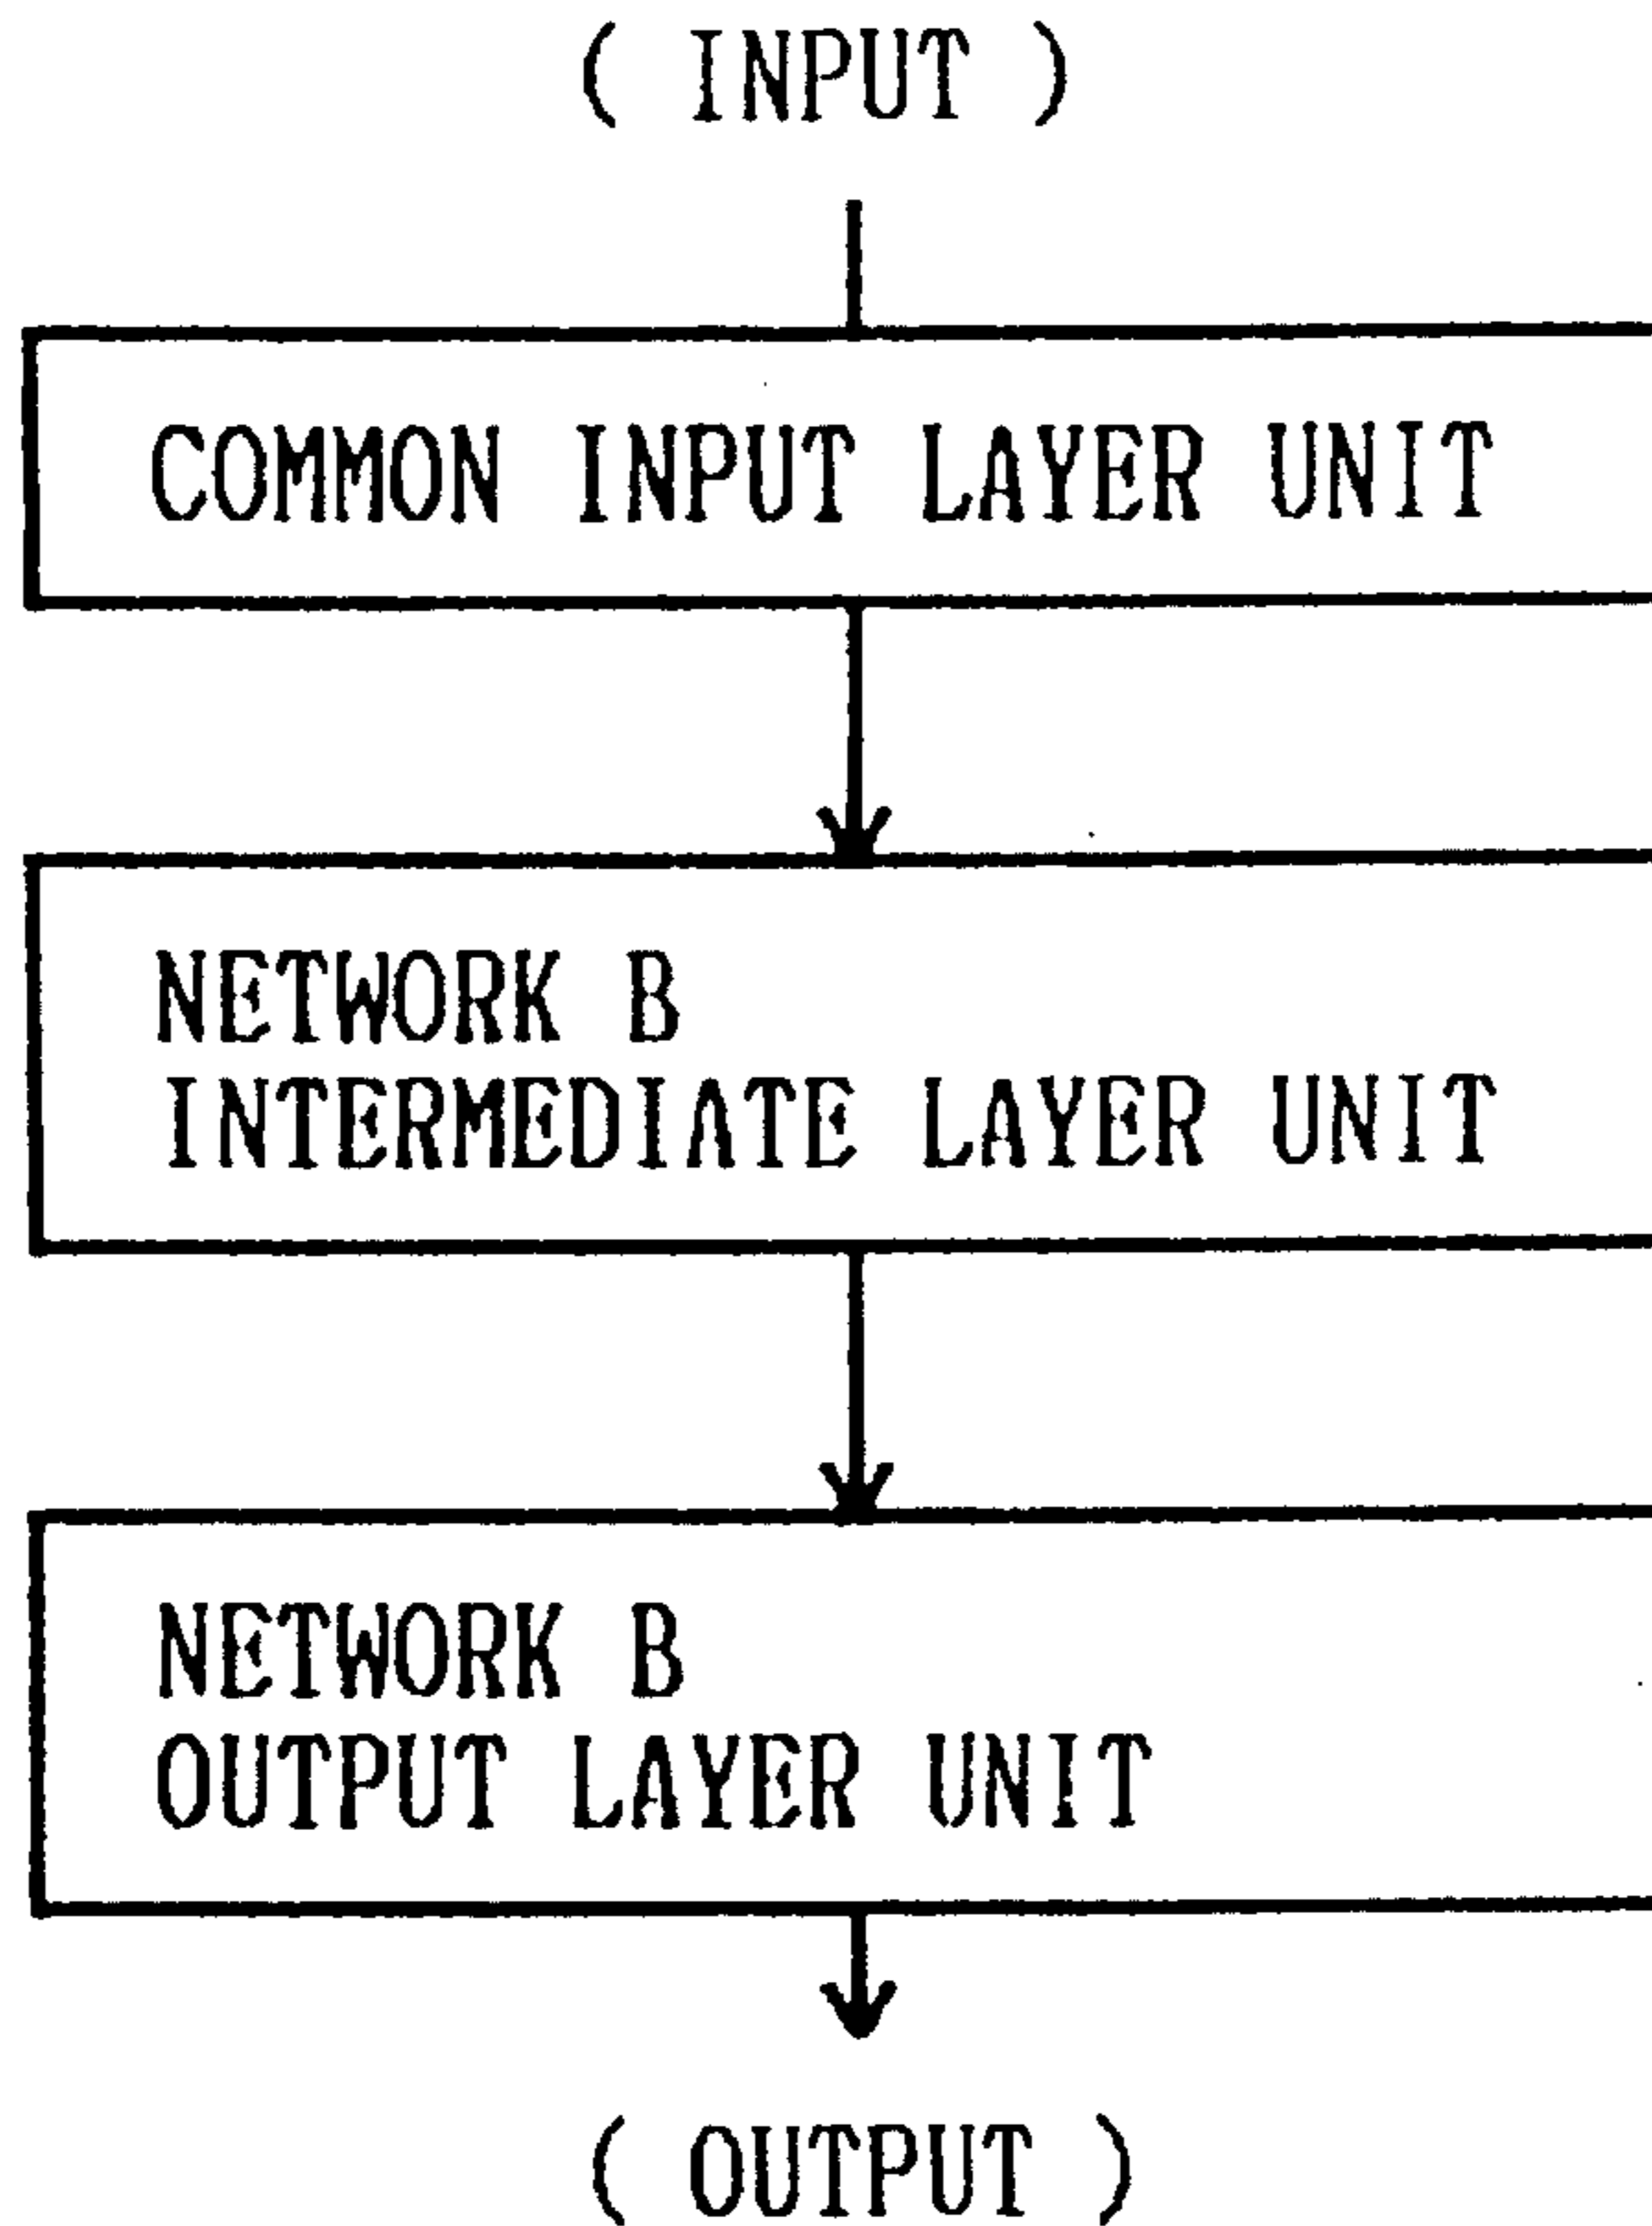 ( INPUT )
COMMON INPUT LAYER UNIT
NETWORK B
INTERMEDIATE LAYER UNIT
NETWORK B
OUTPUT LAYER UNIT
( OUTPUT )